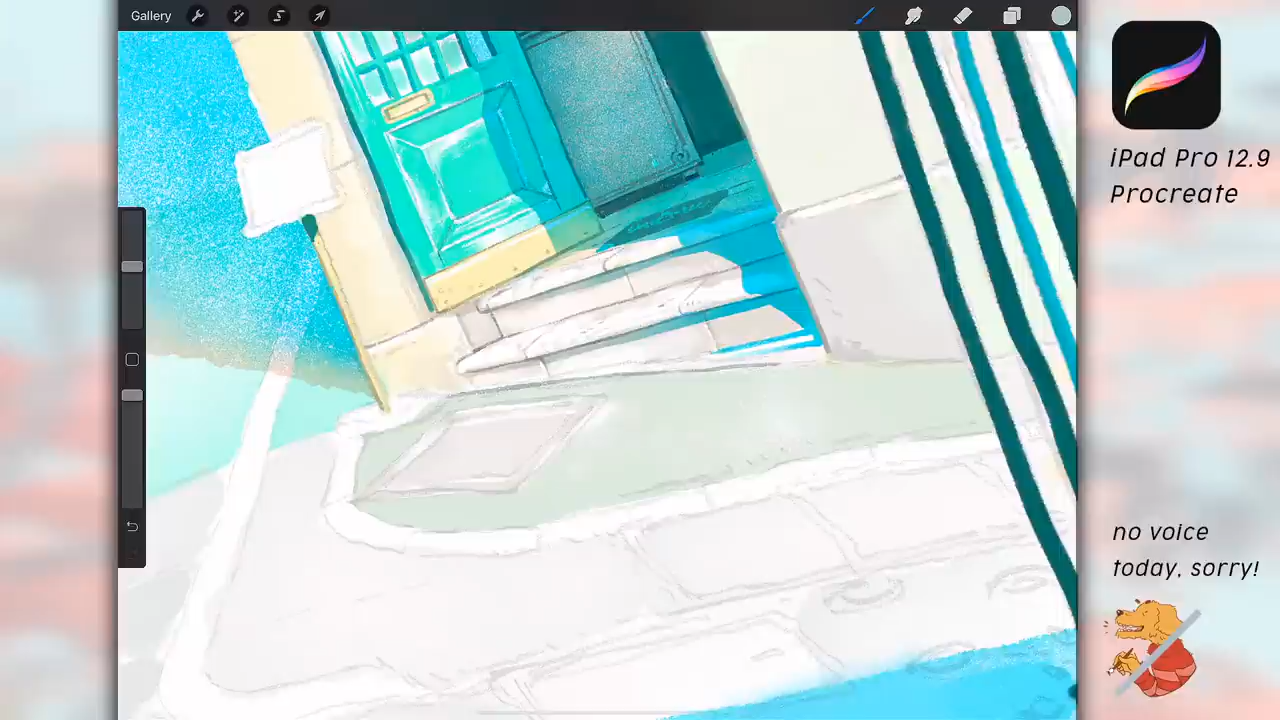 Gallery
iPad Pro 12.9
Procreate
no voice
today, sorry!